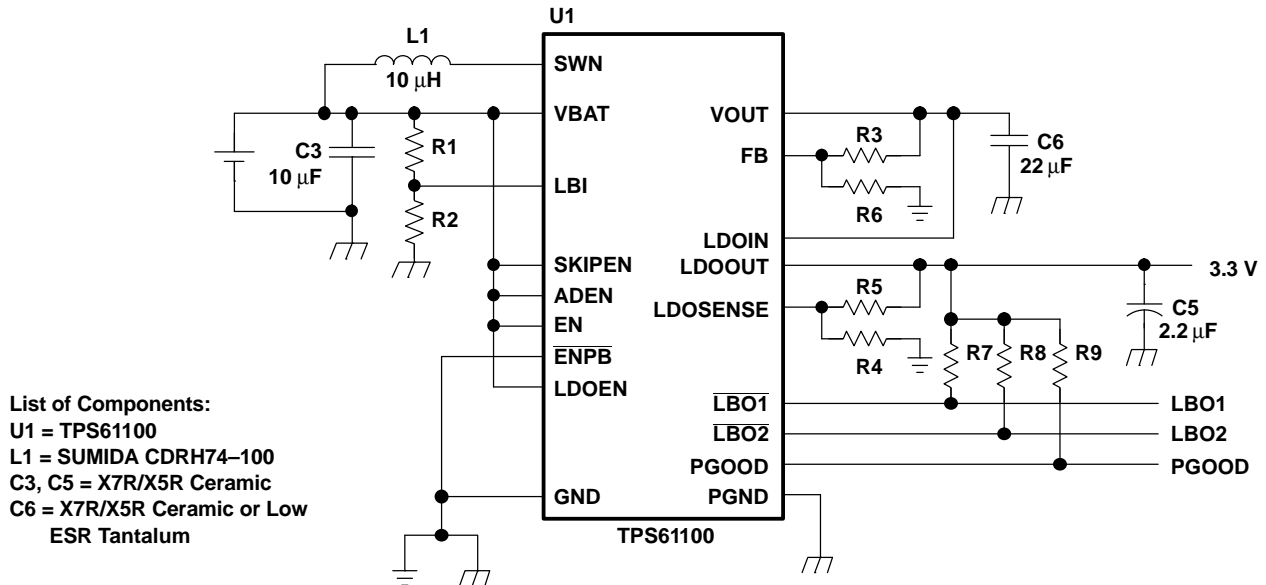 U1
L1
10 μH
SWN
VBAT
VOUT
R3
C6
22 μF
C3
10 μF
R1
FB
LBI
R6
R2
LDOIN
SKIPEN
LDOOUT
3.3 V
ADEN
R5
LDOSENSE
C5
2.2 μF
EN
ENPB
R4
R7
R8
R9
LDOEN
List of Components:
U1 = TPS61100
L1 = SUMIDA CDRH74–100
C3, C5 = X7R/X5R Ceramic
C6 = X7R/X5R Ceramic or Low
ESR Tantalum
LBO1
LBO1
LBO2
LBO2
PGOOD
PGOOD
GND
PGND
TPS61100